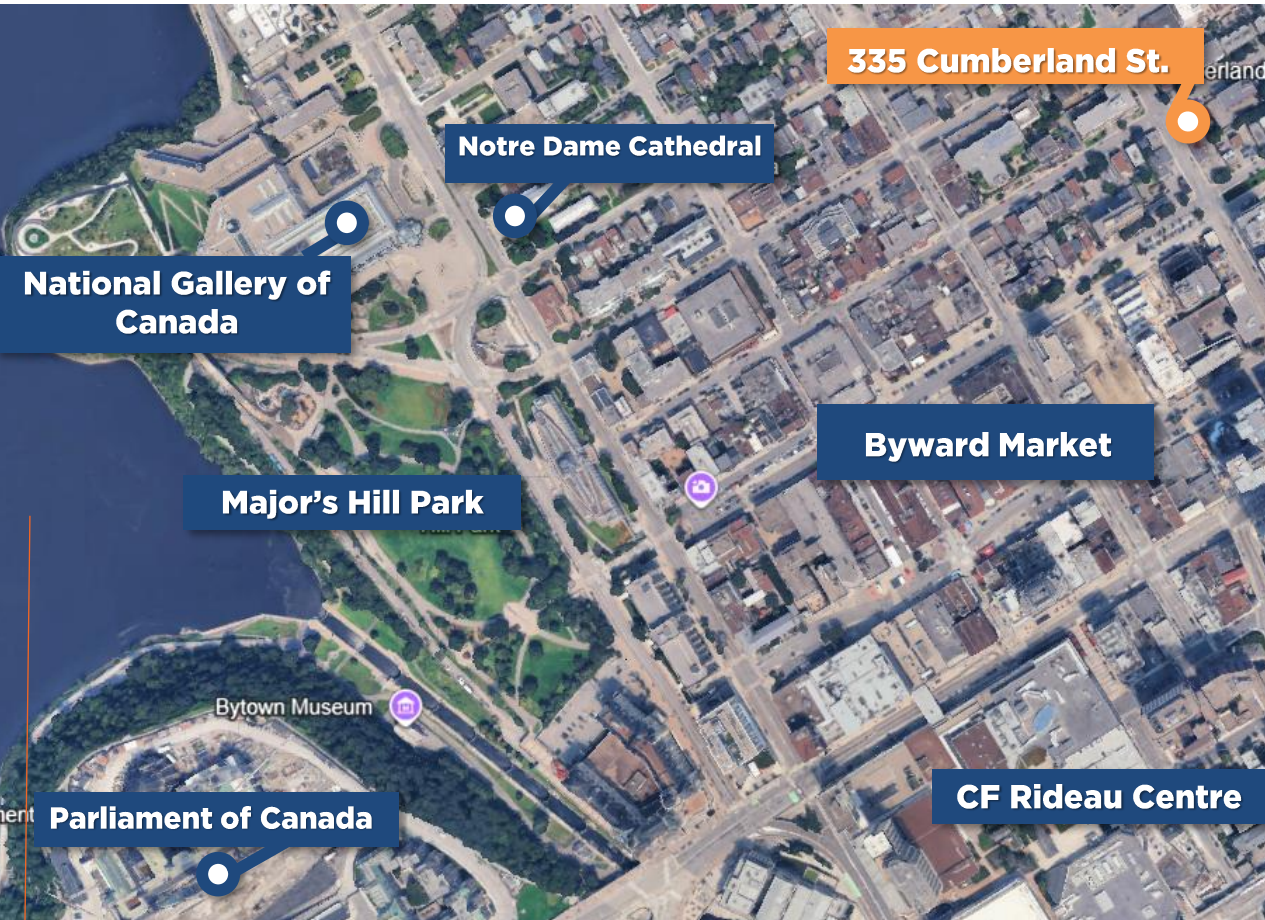 335 Cumberland St.
erland
Notre Dame Cathedral
National Gallery of
Canada
Byward Market
Major's Hill Park
Bytown Museum
CF Rideau Centre
Parliament of Canada